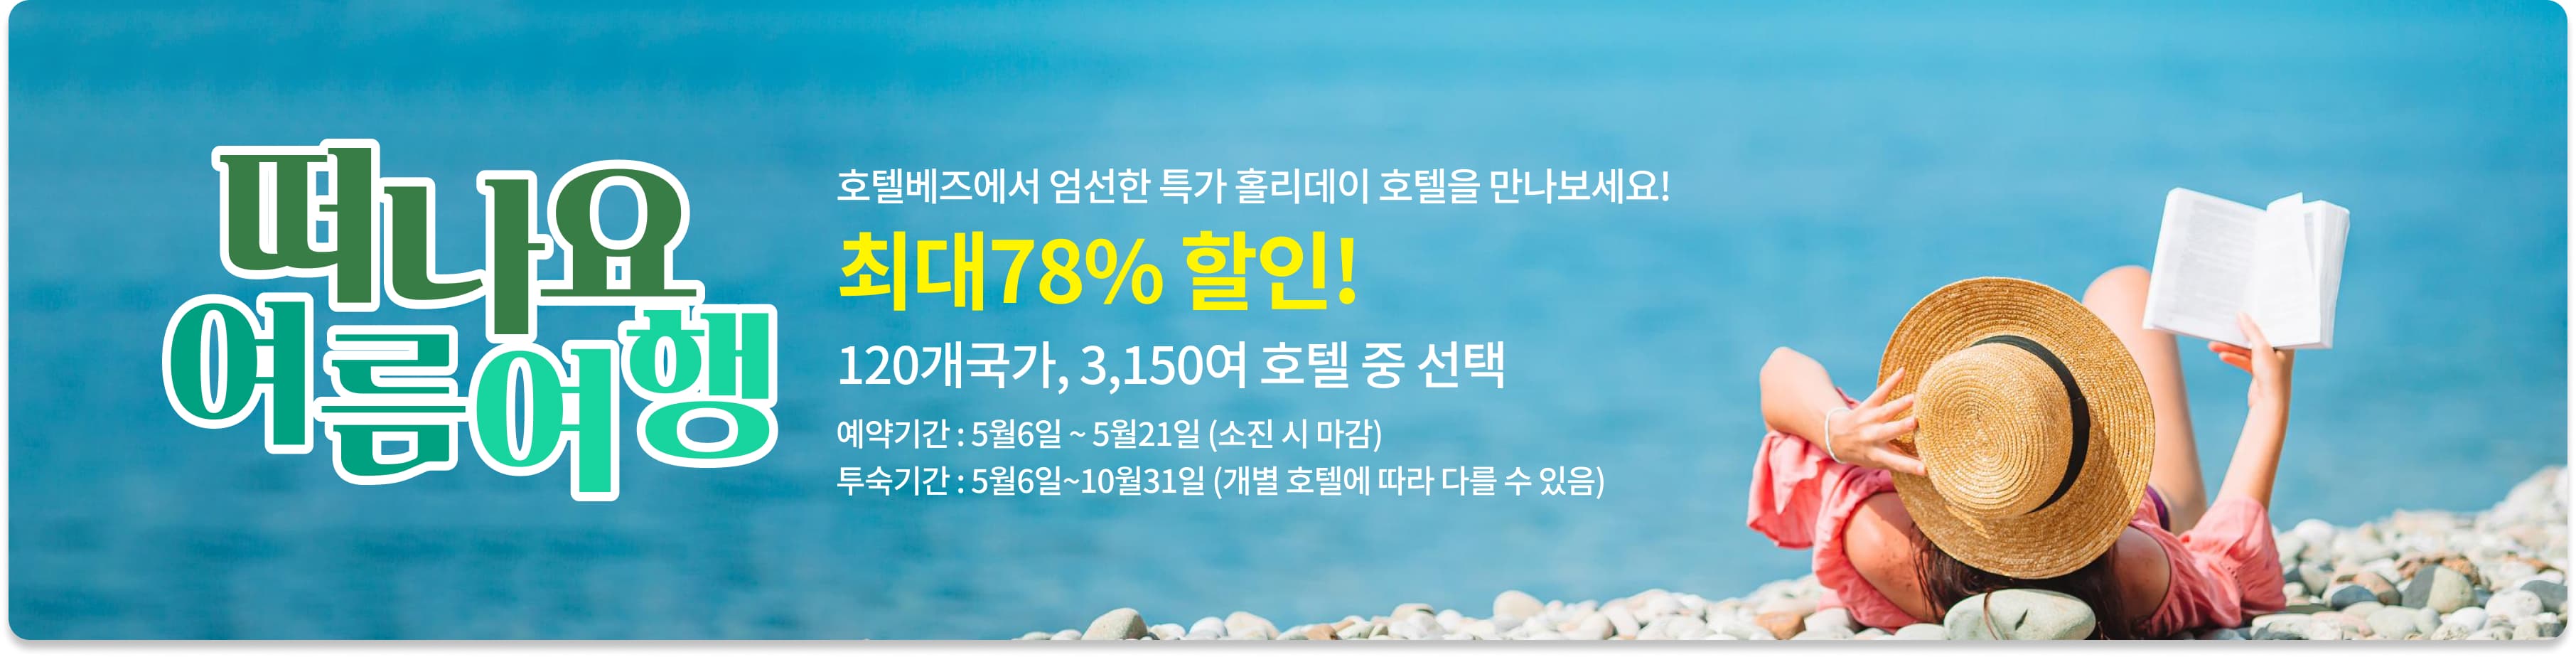 떠나요
여름여행
호텔베즈에서 엄선한 특가 홀리데이 호텔을 만나보세요!
최대78% 할인!
120개국가, 3,150여 호텔 중 선택
예약기간 : 5월6일 ~ 5월21일 (소진 시 마감)
투숙기간 : 5월6일~10월31일 (개별 호텔에 따라 다를 수 있음)